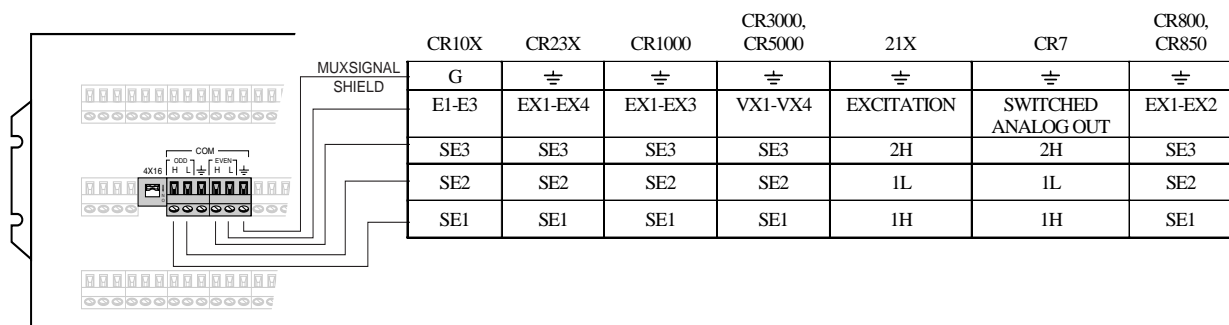 CR10X CR23X CR1000 CR3000, CR5000 21X CR7 CR800, CR850
MUXSIGNAL SHIELD G ⏚ ⏚ ⏚ ⏚ ⏚ ⏚
E1-E3 EX1-EX4 EX1-EX3 VX1-VX4 EXCITATION SWITCHED ANALOG OUT EX1-EX2
SE3 SE3 SE3 SE3 2H 2H SE3
SE2 SE2 SE2 SE2 1L 1L SE2
SE1 SE1 SE1 SE1 1H 1H SE1
COM
ODD EVEN
4X16 H L ⏚ H L ⏚